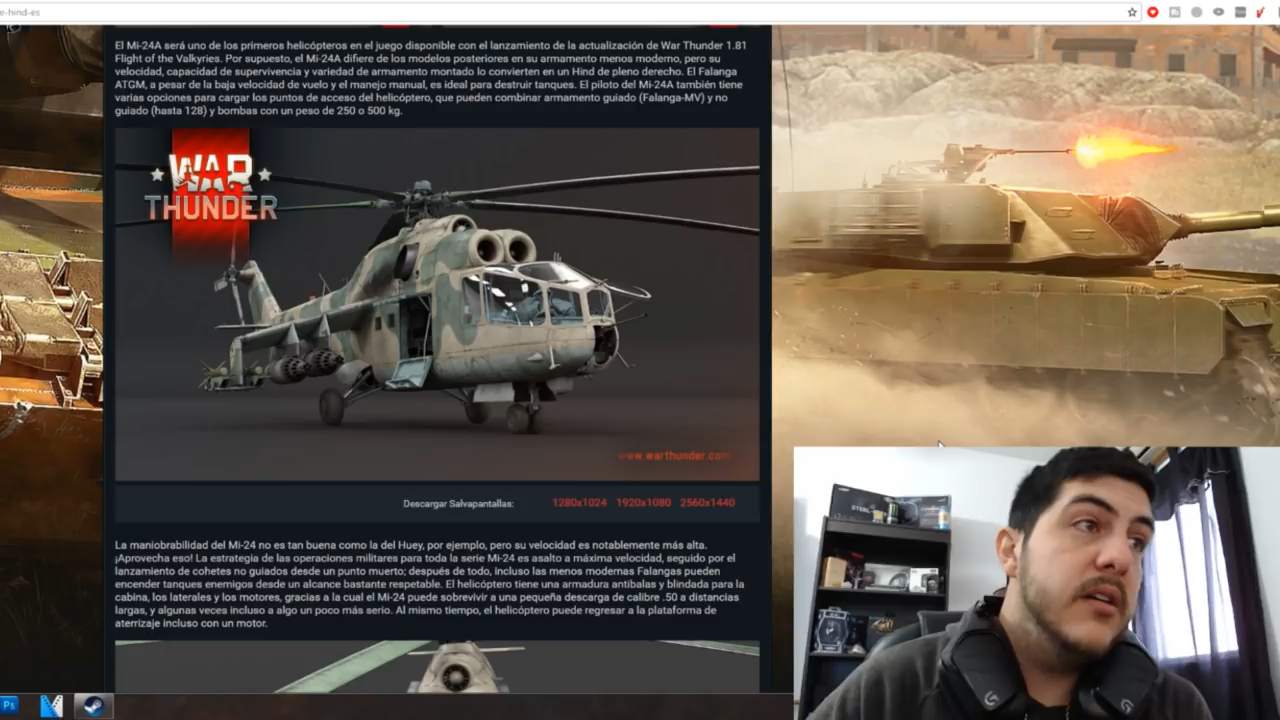 e-hind-es
El Mi-24A será uno de los primeros helicópteros en el juego disponible con el lanzamiento de la actualización de War Thunder 1.81
Flight of the Valkyries. Por supuesto, el Mi-24A difiere de los modelos posteriores en su armamento menos moderno, pero su
velocidad, capacidad de supervivencia y variedad de armamento montado lo convierten en un Hind de pleno derecho. El Falanga
ATGM, a pesar de la baja velocidad de vuelo y el manejo manual, es ideal para destruir tanques. El piloto del Mi-24A también tiene
varias opciones para cargar los puntos de acceso del helicóptero, que pueden combinar armamento guiado (Falanga-MV) y no
guiado (hasta 128) y bombas con un peso de 250 o 500 kg.
WAR
THUNDER
www.warthunder.com
Descargar Salvapantallas: 1280x1024 1920x1080 2560x1440
La maniobrabilidad del Mi-24 no es tan buena como la del Huey, por ejemplo, pero su velocidad es notablemente más alta.
¡Aprovecha eso! La estrategia de las operaciones militares para toda la serie Mi-24 es asalto a máxima velocidad, seguido por el
lanzamiento de cohetes no guiados desde un punto muerto; después de todo, incluso las menos modernas Falangas pueden
encender tanques enemigos desde un alcance bastante respetable. El helicóptero tiene una armadura antibalas y blindada para la
cabina, los laterales y los motores, gracias a la cual el Mi-24 puede sobrevivir a una pequeña descarga de calibre .50 a distancias
largas, y algunas veces incluso a algo un poco más serio. Al mismo tiempo, el helicóptero puede regresar a la plataforma de
aterrizaje incluso con un motor.
Ps